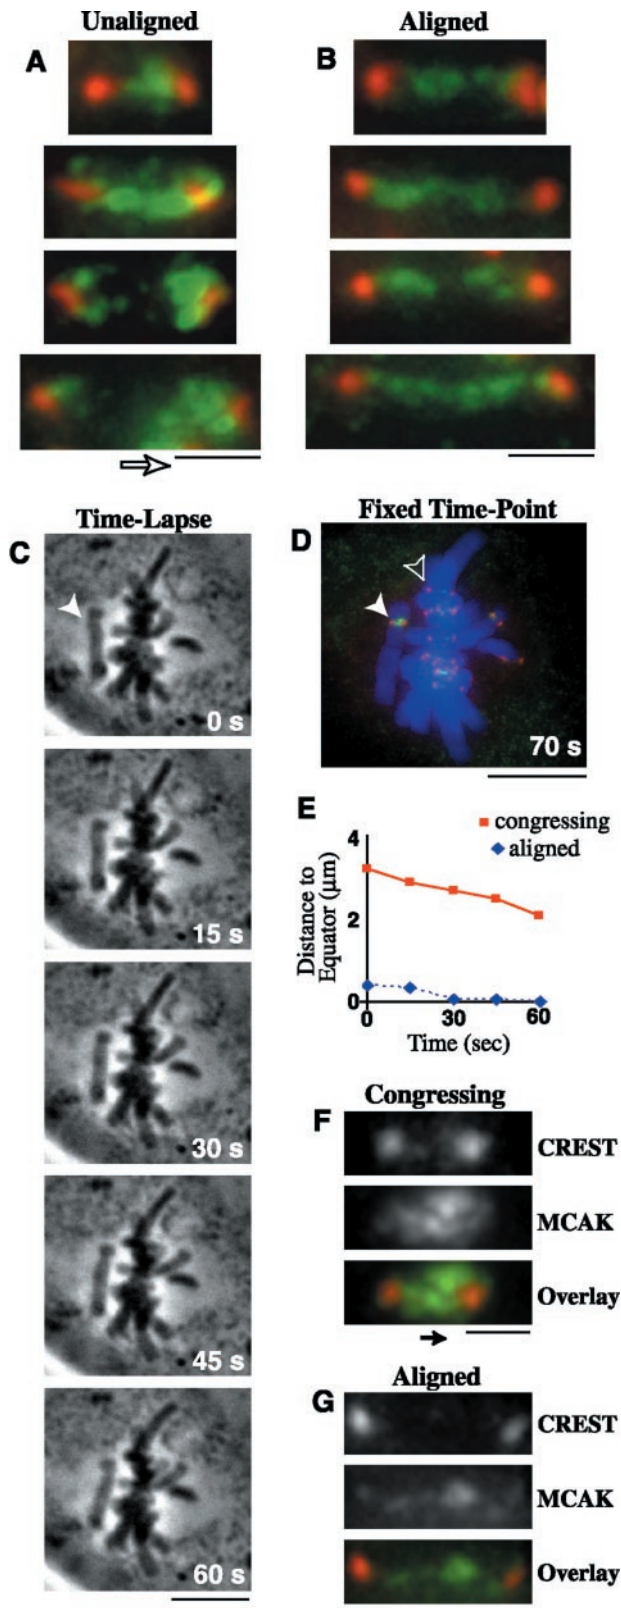 Unaligned
Aligned
A
B
Time-Lapse
Fixed Time-Point
C
D
0 s
70 s
15 s
30 s
45 s
60 s
E
congressing
aligned
Distance to
Equator (μm)
4
2
0
0
30
60
Time (sec)
Congressing
F
CREST
MCAK
Overlay
Aligned
G
CREST
MCAK
Overlay